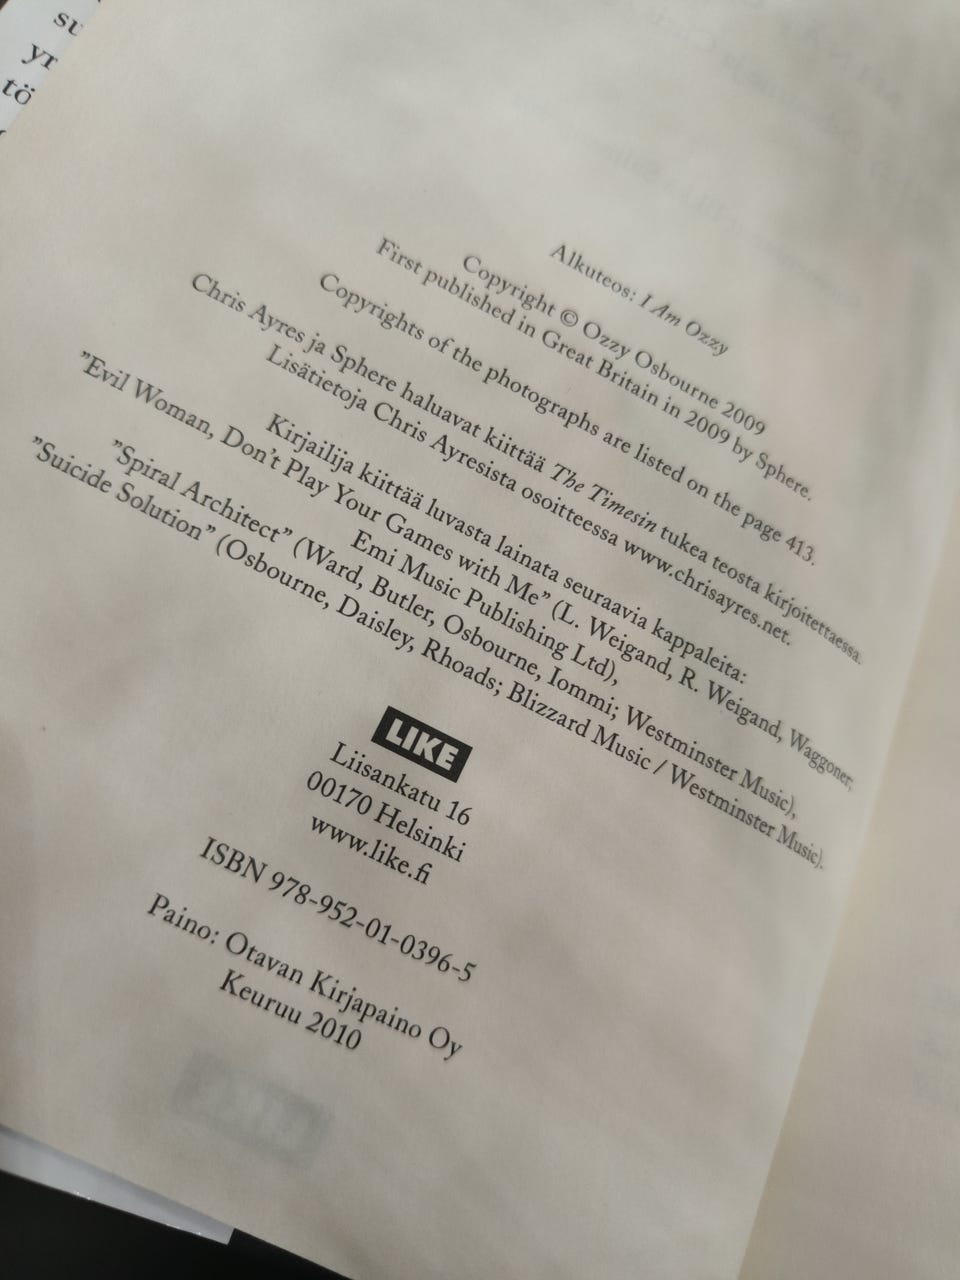 su
yr
tö
Alkuteos: I Am Ozzy
Copyright © Ozzy Osbourne 2009
First published in Great Britain in 2009 by Sphere.
Copyrights of the photographs are listed on the page 413.
Chris Ayres ja Sphere haluavat kiittää The Timesin tukea teosta kirjoitettaessa.
Lisätietoja Chris Ayresista osoitteessa www.chrisayres.net.
Kirjailija kiittää luvasta lainata seuraavia kappaleita:
”Evil Woman, Don’t Play Your Games with Me” (L. Weigand, R. Weigand, Waggoner;
Emi Music Publishing Ltd),
”Spiral Architect” (Ward, Butler, Osbourne, Iommi; Westminster Music),
”Suicide Solution” (Osbourne, Daisley, Rhoads; Blizzard Music / Westminster Music).
LIKE
Liisankatu 16
00170 Helsinki
www.like.fi
ISBN 978-952-01-0396-5
Paino: Otavan Kirjapaino Oy
Keuruu 2010